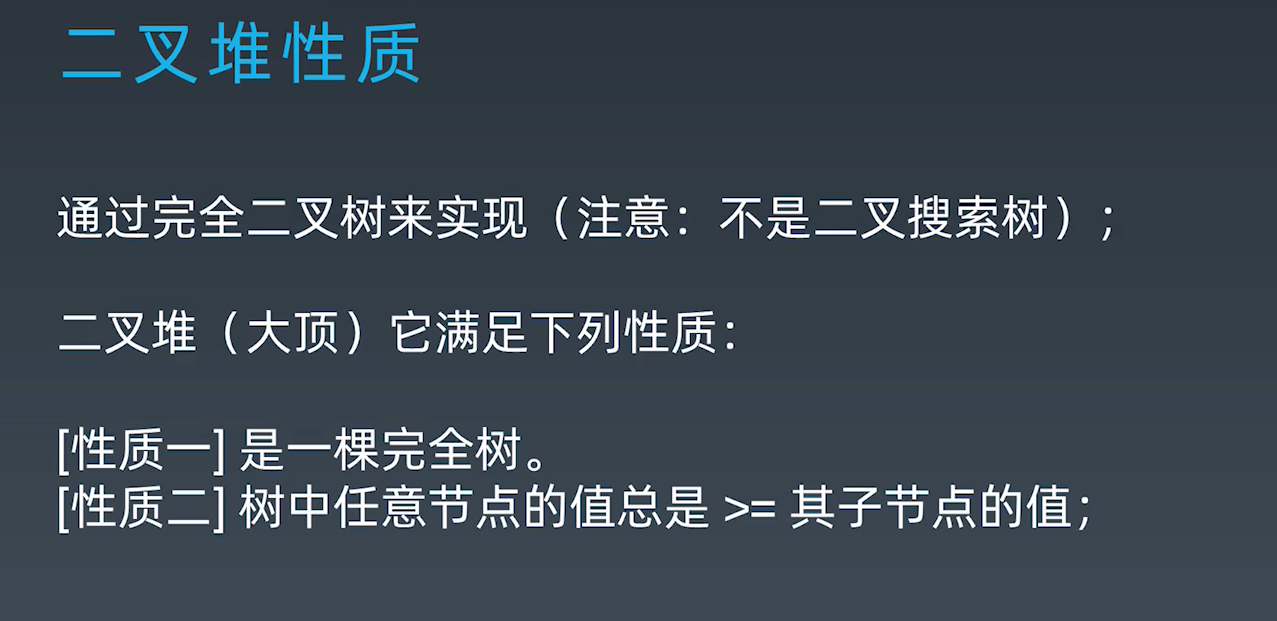 二叉堆性质
通过完全二叉树来实现（注意：不是二叉搜索树）；
二叉堆（大顶）它满足下列性质：
[性质一] 是一棵完全树。
[性质二] 树中任意节点的值总是 >= 其子节点的值；